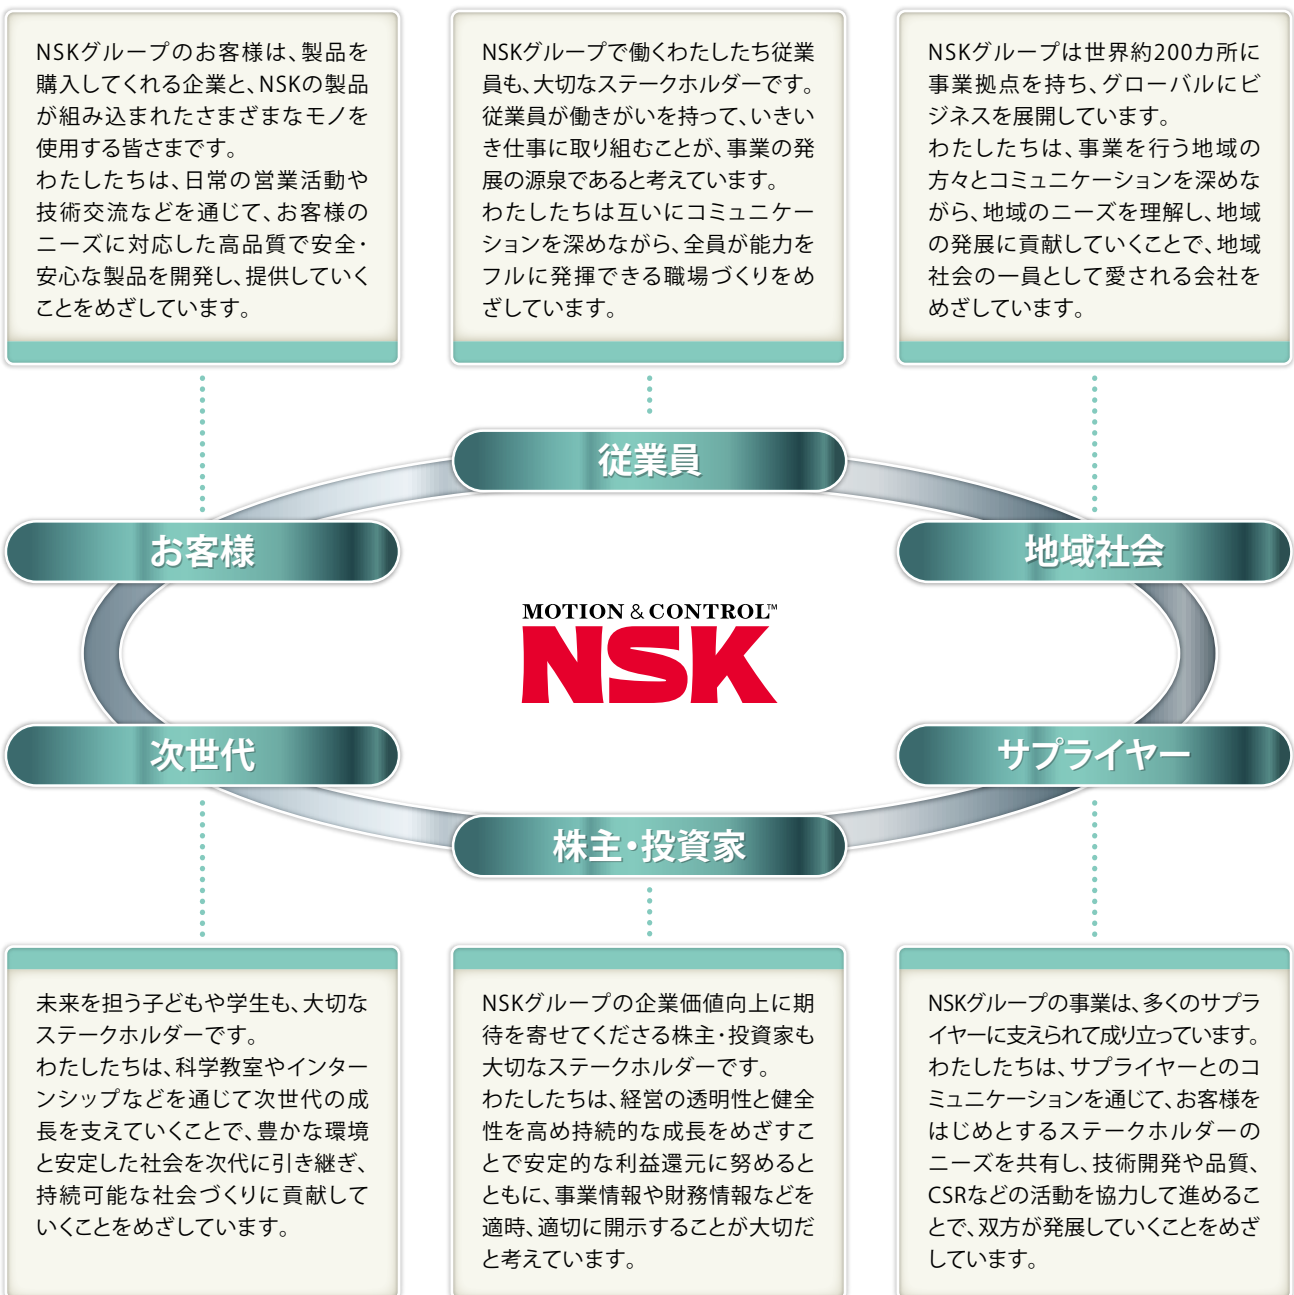 NSKグループのお客様は、製品を
購入してくれる企業と、NSKの製品
が組み込まれたさまざまなモノを
使用する皆さまです。
わたしたちは、日常の営業活動や
技術交流などを通じて、お客様の
ニーズに対応した高品質で安全・
安心な製品を開発し、提供していく
ことをめざしています。
NSKグループで働くわたしたち従業
員も、大切なステークホルダーです。
従業員が働きがいを持って、いきい
き仕事に取り組むことが、事業の発
展の源泉であると考えています。
わたしたちは互いにコミュニケー
ションを深めながら、全員が能力を
フルに発揮できる職場づくりをめ
ざしています。
NSKグループは世界約200カ所に
事業拠点を持ち、グローバルにビ
ジネスを展開しています。
わたしたちは、事業を行う地域の
方々とコミュニケーションを深めな
がら、地域のニーズを理解し、地域
の発展に貢献していくことで、地域
社会の一員として愛される会社を
めざしています。
従業員
お客様
地域社会
MOTION & CONTROL™
NSK
次世代
サプライヤー
株主・投資家
未来を担う子どもや学生も、大切な
ステークホルダーです。
わたしたちは、科学教室やインター
ンシップなどを通じて次世代の成
長を支えていくことで、豊かな環境
と安定した社会を次代に引き継ぎ、
持続可能な社会づくりに貢献して
いくことをめざしています。
NSKグループの企業価値向上に期
待を寄せてくださる株主・投資家も
大切なステークホルダーです。
わたしたちは、経営の透明性と健全
性を高め持続的な成長をめざすこ
とで安定的な利益還元に努めると
ともに、事業情報や財務情報などを
適時、適切に開示することが大切だ
と考えています。
NSKグループの事業は、多くのサプラ
イヤーに支えられて成り立っています。
わたしたちは、サプライヤーとのコ
ミュニケーションを通じて、お客様を
はじめとするステークホルダーの
ニーズを共有し、技術開発や品質、
CSRなどの活動を協力して進めるこ
とで、双方が発展していくことをめざ
しています。